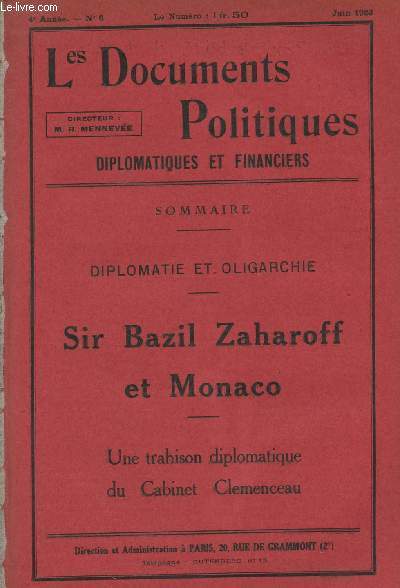 Le-livre.com
4e Année. — No 6
Le Numéro : 1 fr. 50
Juin 1923
Les Documents
DIRECTEUR :
M. R. MENNEVÉE
Politiques
DIPLOMATIQUES ET FINANCIERS
SOMMAIRE
DIPLOMATIE ET. OLIGARCHIE
Sir Bazil Zaharoff
et Monaco
Une trahison diplomatique
du Cabinet Clemenceau
Direction et Administration à PARIS, 20, RUE DE GRAMMONT (2e)
GUTENBERG